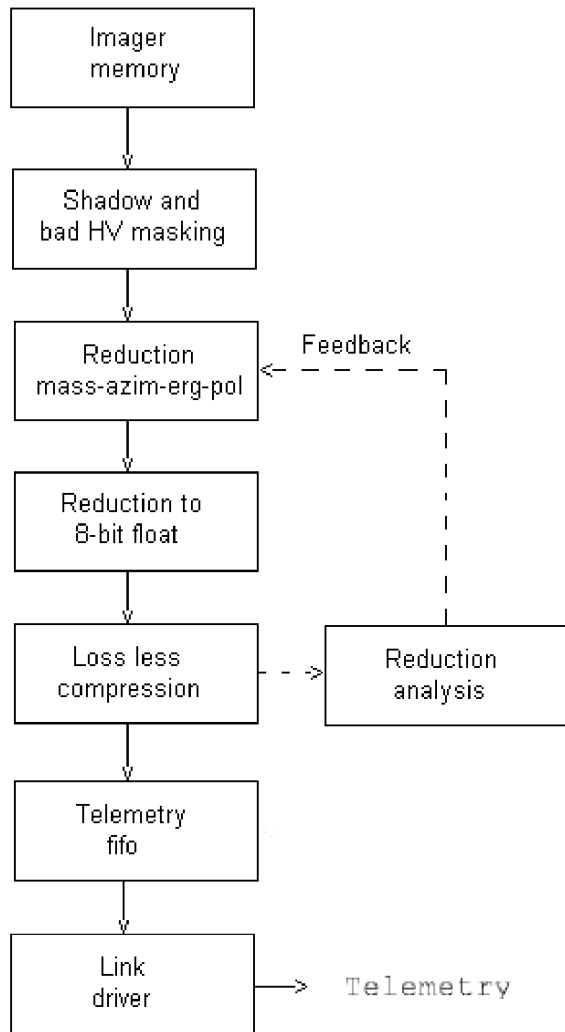 Imager
memory
Shadow and
bad HV masking
Reduction
mass-azim-erg-pol
Feedback
Reduction to
8-bit float
Loss less
compression
Reduction
analysis
Telemetry
fifo
Link
driver
Telemetry